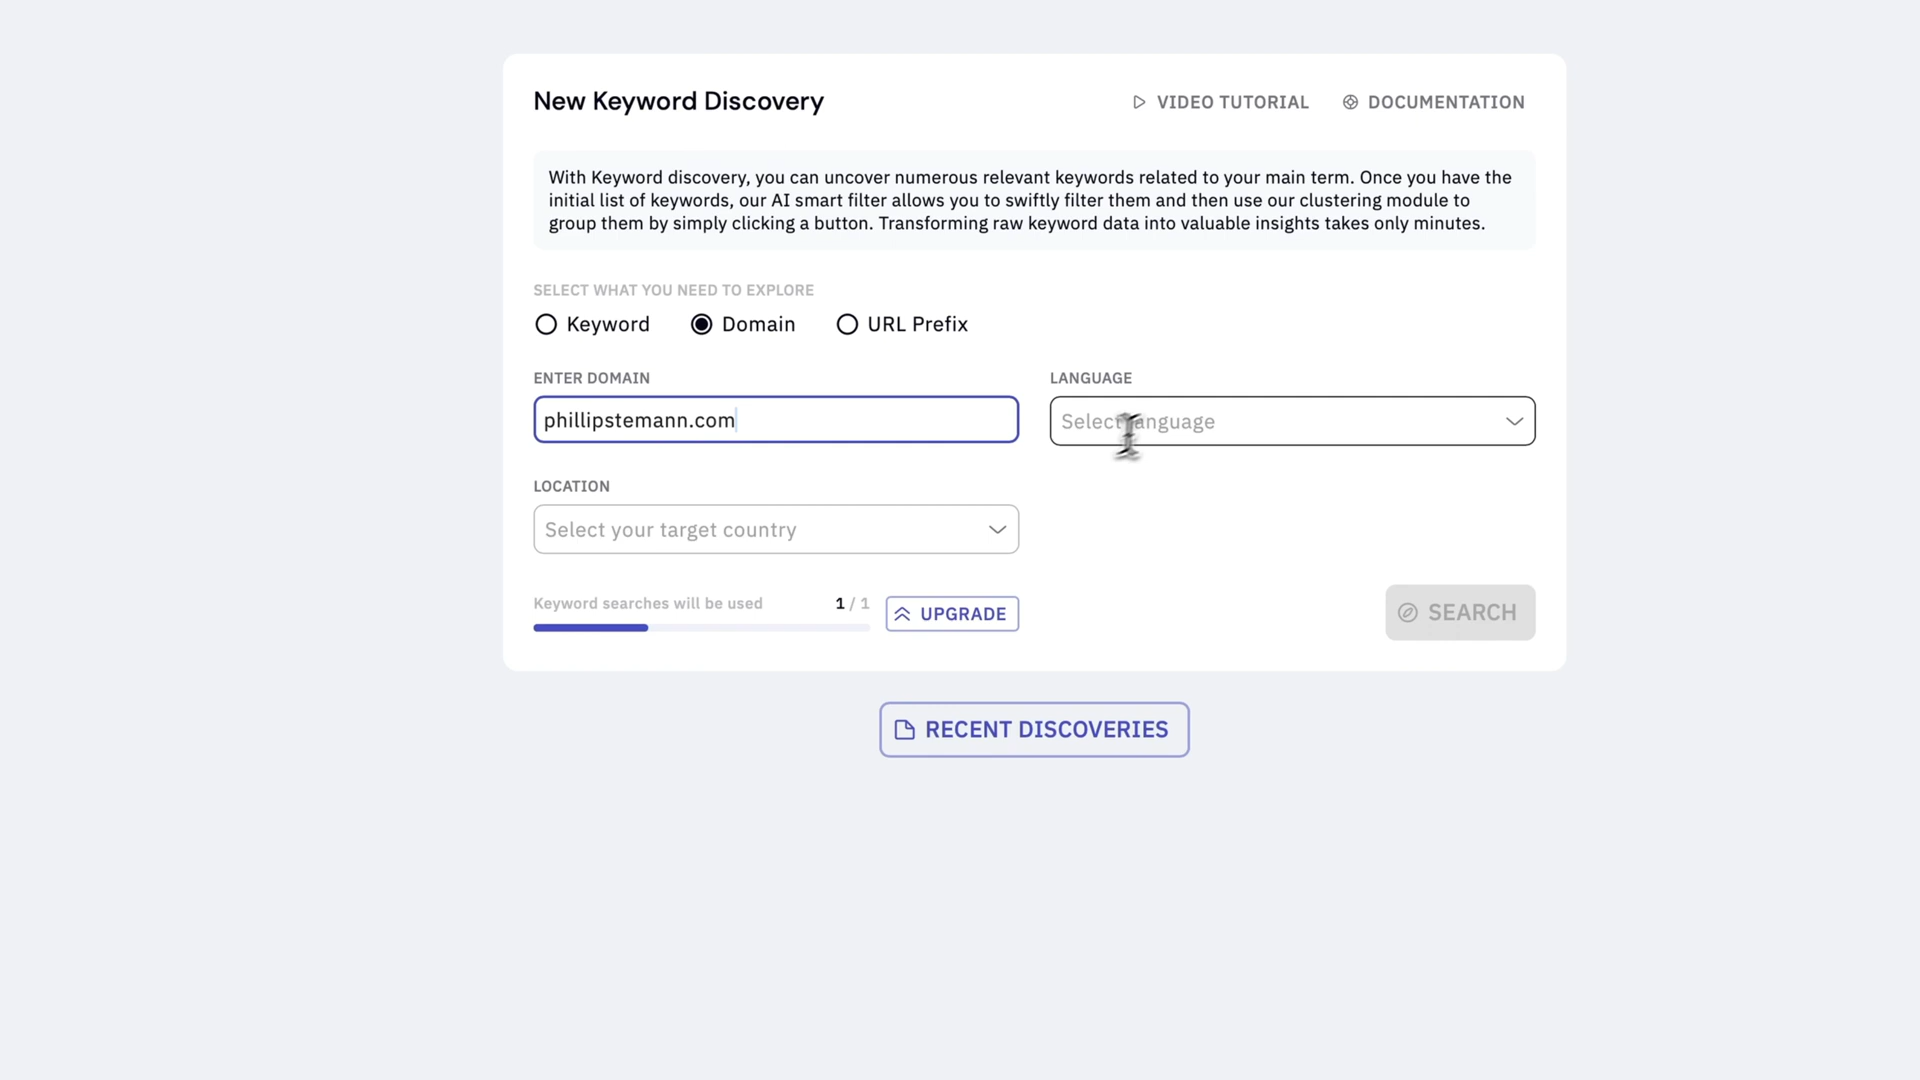 New Keyword Discovery
VIDEO TUTORIAL
DOCUMENTATION
With Keyword discovery, you can uncover numerous relevant keywords related to your main term. Once you have the
initial list of keywords, our AI smart filter allows you to swiftly filter them and then use our clustering module to
group them by simply clicking a button. Transforming raw keyword data into valuable insights takes only minutes.
SELECT WHAT YOU NEED TO EXPLORE
Keyword
Domain
URL Prefix
ENTER DOMAIN
LANGUAGE
phillipstemann.com
Select language
LOCATION
Select your target country
Keyword searches will be used
1 / 1
UPGRADE
SEARCH
RECENT DISCOVERIES